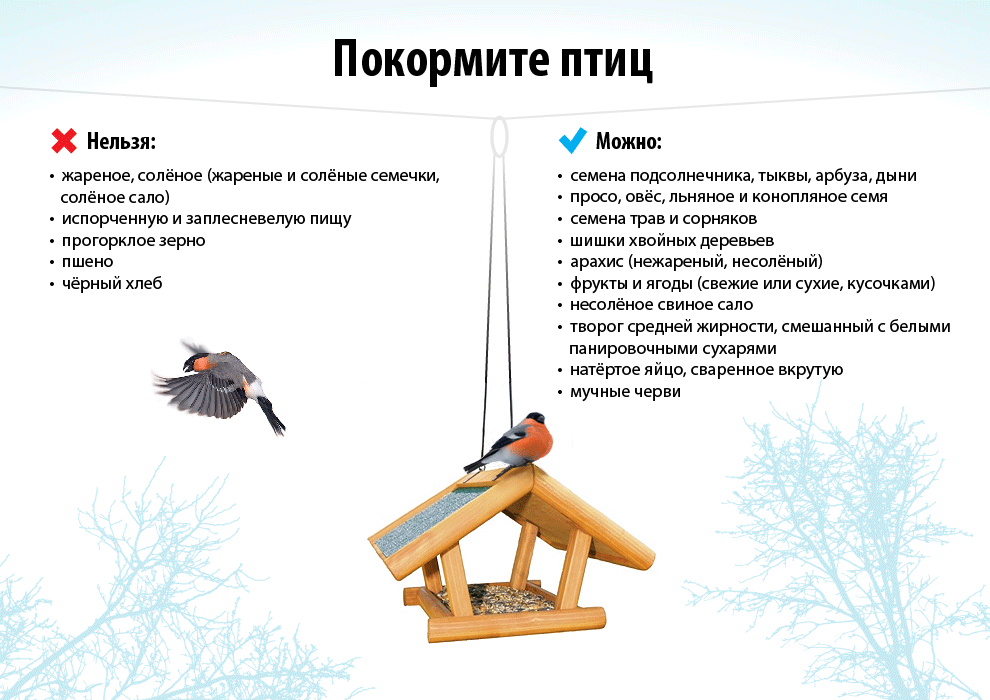 Покормите птиц
Нельзя:
• жареное, солёное (жареные и солёные семечки,
солёное сало)
• испорченную и заплесневелую пищу
• прогорклое зерно
• пшено
• чёрный хлеб
Можно:
• семена подсолнечника, тыквы, арбуза, дыни
• просо, овёс, льняное и конопляное семя
• семена трав и сорняков
• шишки хвойных деревьев
• арахис (нежареный, несолёный)
• фрукты и ягоды (свежие или сухие, кусочками)
• несолёное свиное сало
• творог средней жирности, смешанный с белыми
панировочными сухарями
• натёртое яйцо, сваренное вкрутую
• мучные черви